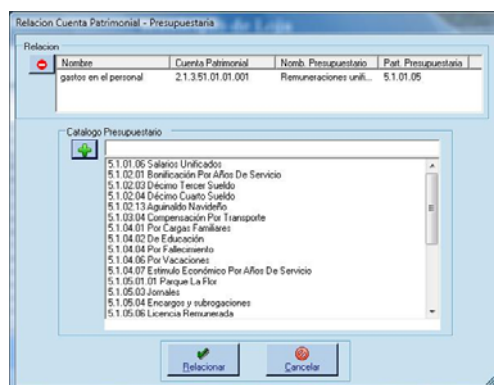 Relacion Cuenta Patrimonial - Presupuestaria
Relacion
Nombre Cuenta Patrimonial Nomb. Presupuestario Part. Presupuestaria
gastos en el personal 2.1.3.51.01.01.001 Remuneraciones unifi... 5.1.01.05
Catalogo Presupuestario
5.1.01.06 Salarios Unificados
5.1.02.01 Bonificación Por Años De Servicio
5.1.02.03 Décimo Tercer Sueldo
5.1.02.04 Décimo Cuarto Sueldo
5.1.02.13 Aguinaldo Navideño
5.1.03.04 Compensación Por Transporte
5.1.04.01 Por Cargas Familiares
5.1.04.02 De Educación
5.1.04.04 Por Fallecimiento
5.1.04.06 Por Vacaciones
5.1.04.07 Estimulo Económico Por Años De Servicio
5.1.05.01.01 Parque La Flor
5.1.05.03 Jornales
5.1.05.04 Encargos y subrogaciones
5.1.05.06 Licencia Remunerada
Relacionar Cancelar